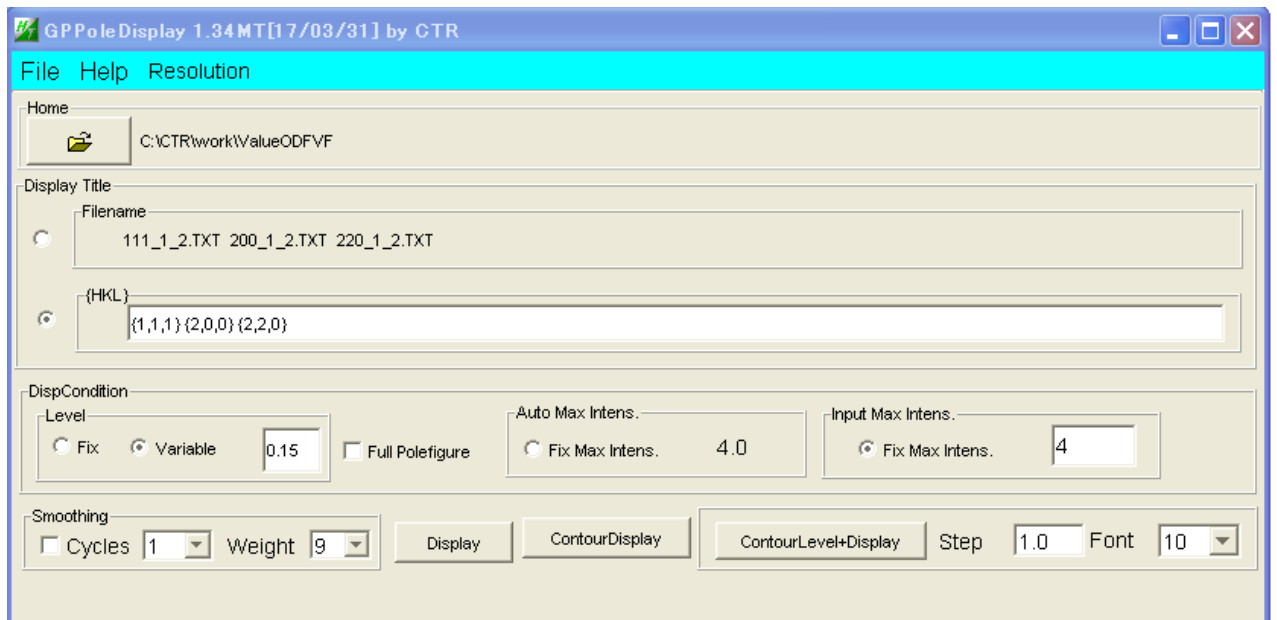 GPPoleDisplay 1.34MT[17/03/31] by CTR
File Help Resolution
Home
C:\CTR\work\ValueODFVF
Display Title
Filename
111_1_2.TXT 200_1_2.TXT 220_1_2.TXT
{HKL}
{1,1,1}{2,0,0}{2,2,0}
DispCondition
Level
Auto Max Intens.
Input Max Intens.
Fix Variable 0.15 Full Polefigure Fix Max Intens. 4.0 Fix Max Intens. 4
Smoothing
Cycles 1 Weight 9 Display ContourDisplay ContourLevel+Display Step 1.0 Font 10